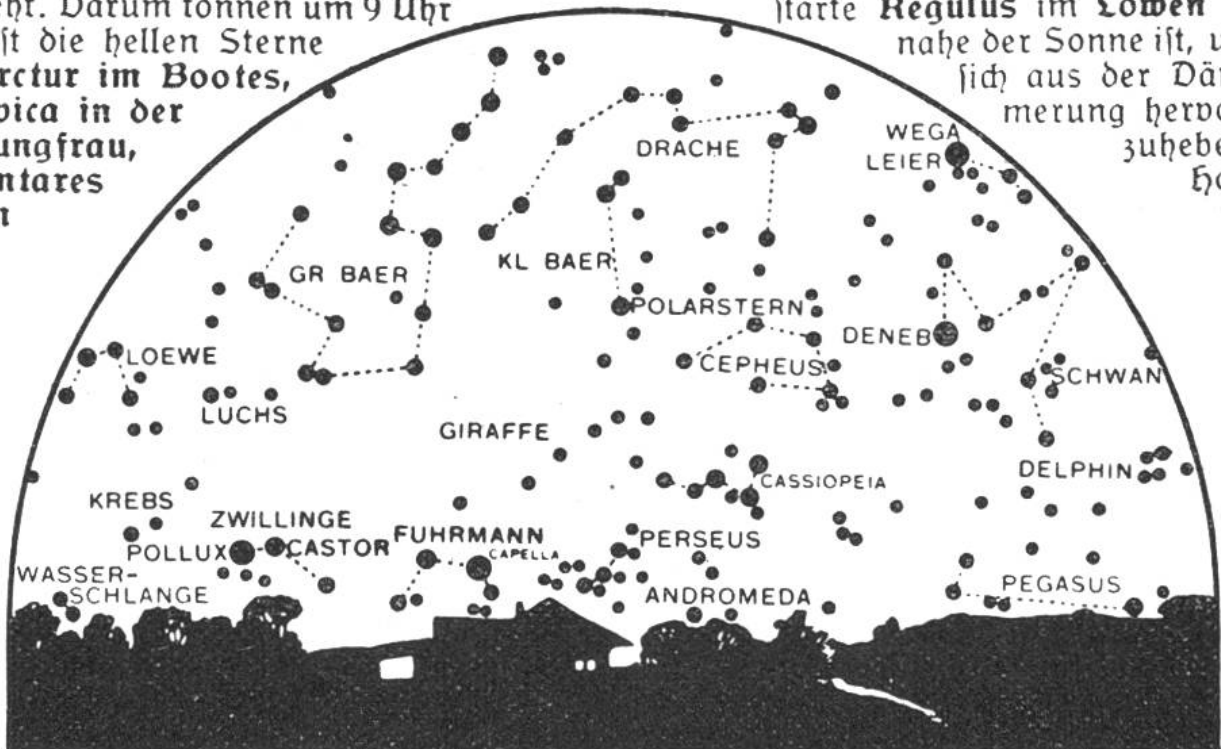 ehr. Darum können um 9 Uhr
st die hellen Sterne
rctur im Bootes,
pica in der
ungfrau,
ntares
starke Regulus im Löwen
nahe der Sonne ist, u
sich aus der Däm
merung hervor
zuhebe
WEGA
LEIER
DRACHE
GR BAER
KL BAER
POLARSTERN
DENEB
CEPHEUS
SCHWAN
LOEWE
LUCHS
GIRAFFE
DELPHIN
CASSIOPEIA
KREBS
ZWILLINGE
FUHRMANN
PERSEUS
POLLUX
CASTOR
CAPELLA
WASSER-
SCHLANGE
ANDROMEDA
PEGASUS